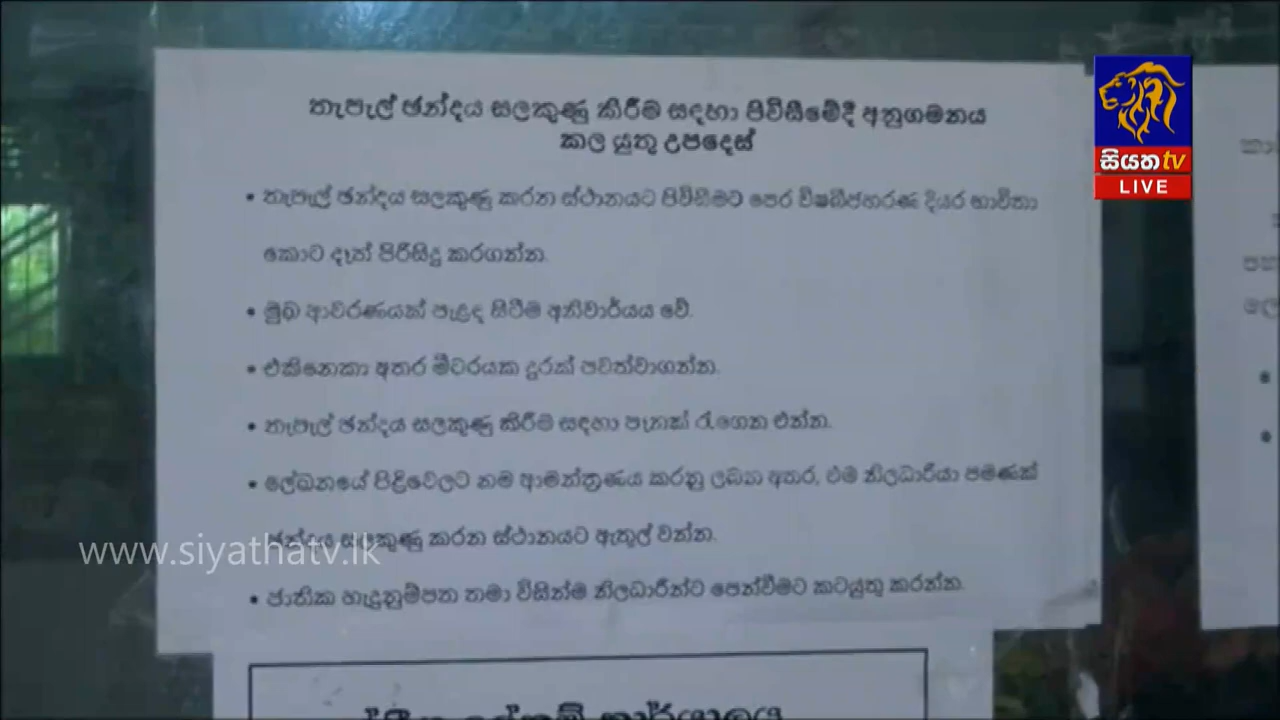 තැපැල් ඡන්දය සලකුණු කිරීම සඳහා පිවිසීමේදී අනුගමනය
කල යුතු උපදෙස්
• තැපැල් ඡන්දය සලකුණු කරන ස්ථානයට පිවිසීමට පෙර විෂබීජහරණ දියර භාවිතා
කොට දෑත් පිරිසිදු කරගන්න.
• මුඛ ආවරණයක් පැළඳ සිටීම අනිවාර්යය වේ.
• එකිනෙකා අතර මීටරයක දුරක් පවත්වාගන්න.
• තැපැල් ඡන්දය සලකුණු කිරීම සඳහා පෑනක් රැගෙන එන්න.
• ලේඛනයේ පිළිවෙලට නම ආමන්ත්‍රණය කරනු ලබන අතර, එම නිලධාරියා පමණක්
ඡන්දය සලකුණු කරන ස්ථානයට ඇතුල් වන්න.
• ජාතික හැඳුනුම්පත තමා විසින්ම නිලධාරීන්ට පෙන්වීමට කටයුතු කරන්න.
සියත tv
LIVE
www.siyathatv.lk